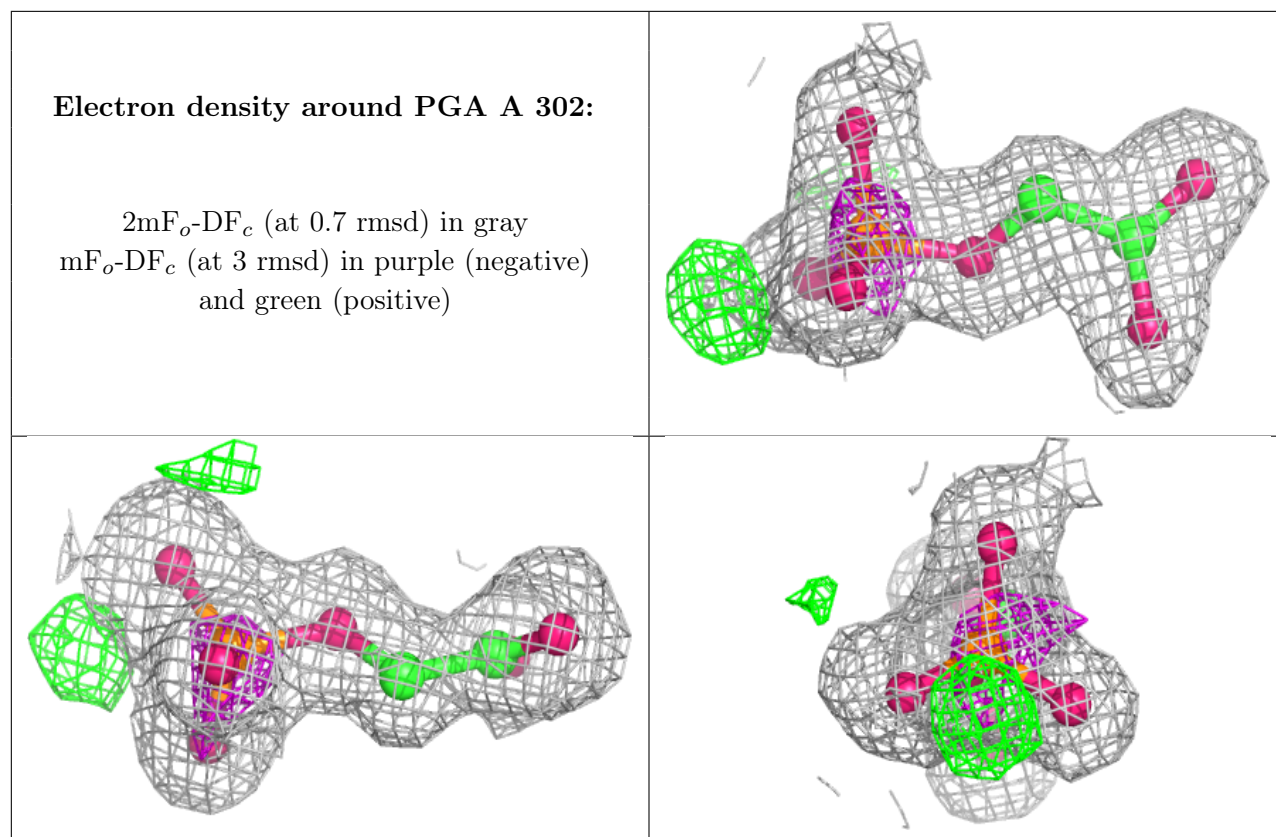 Electron density around PGA A 302:
2mFₒ-DF𝑐 (at 0.7 rmsd) in gray
mFₒ-DF𝑐 (at 3 rmsd) in purple (negative)
and green (positive)